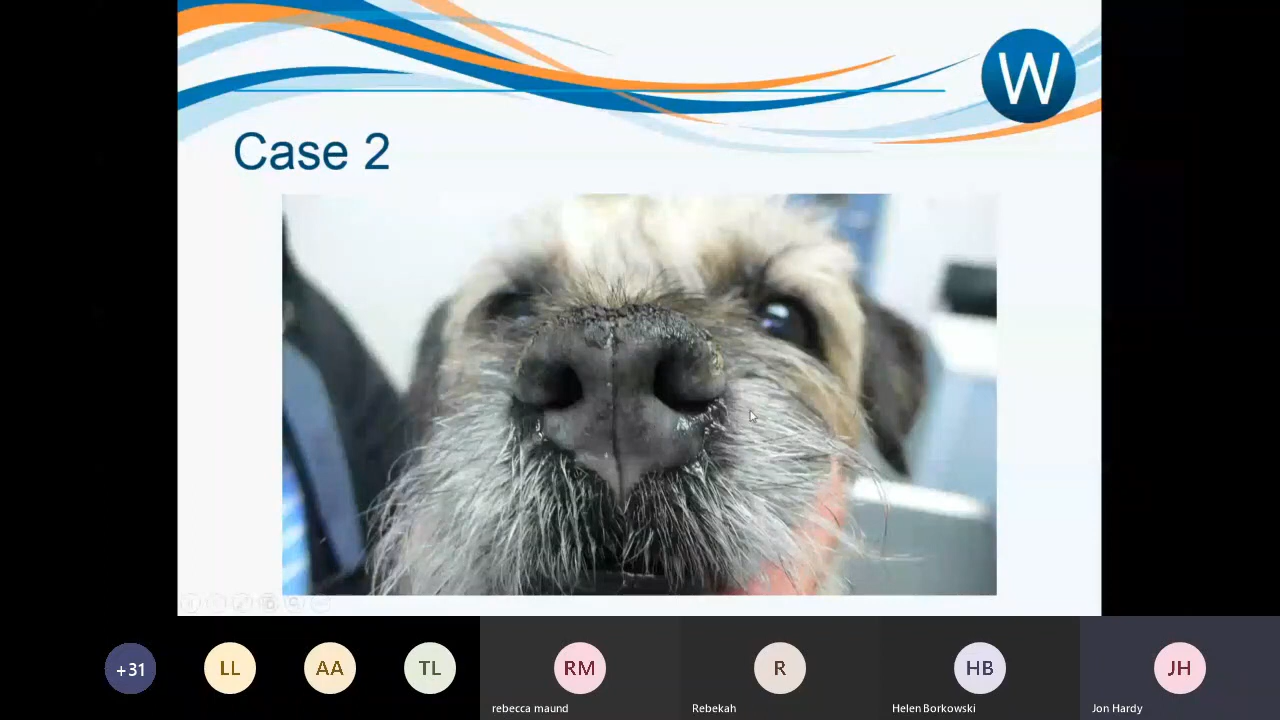 W
Case 2
+31
LL
AA
TL
RM
R
HB
JH
rebecca maund
Rebekah
Helen Borkowski
Jon Hardy